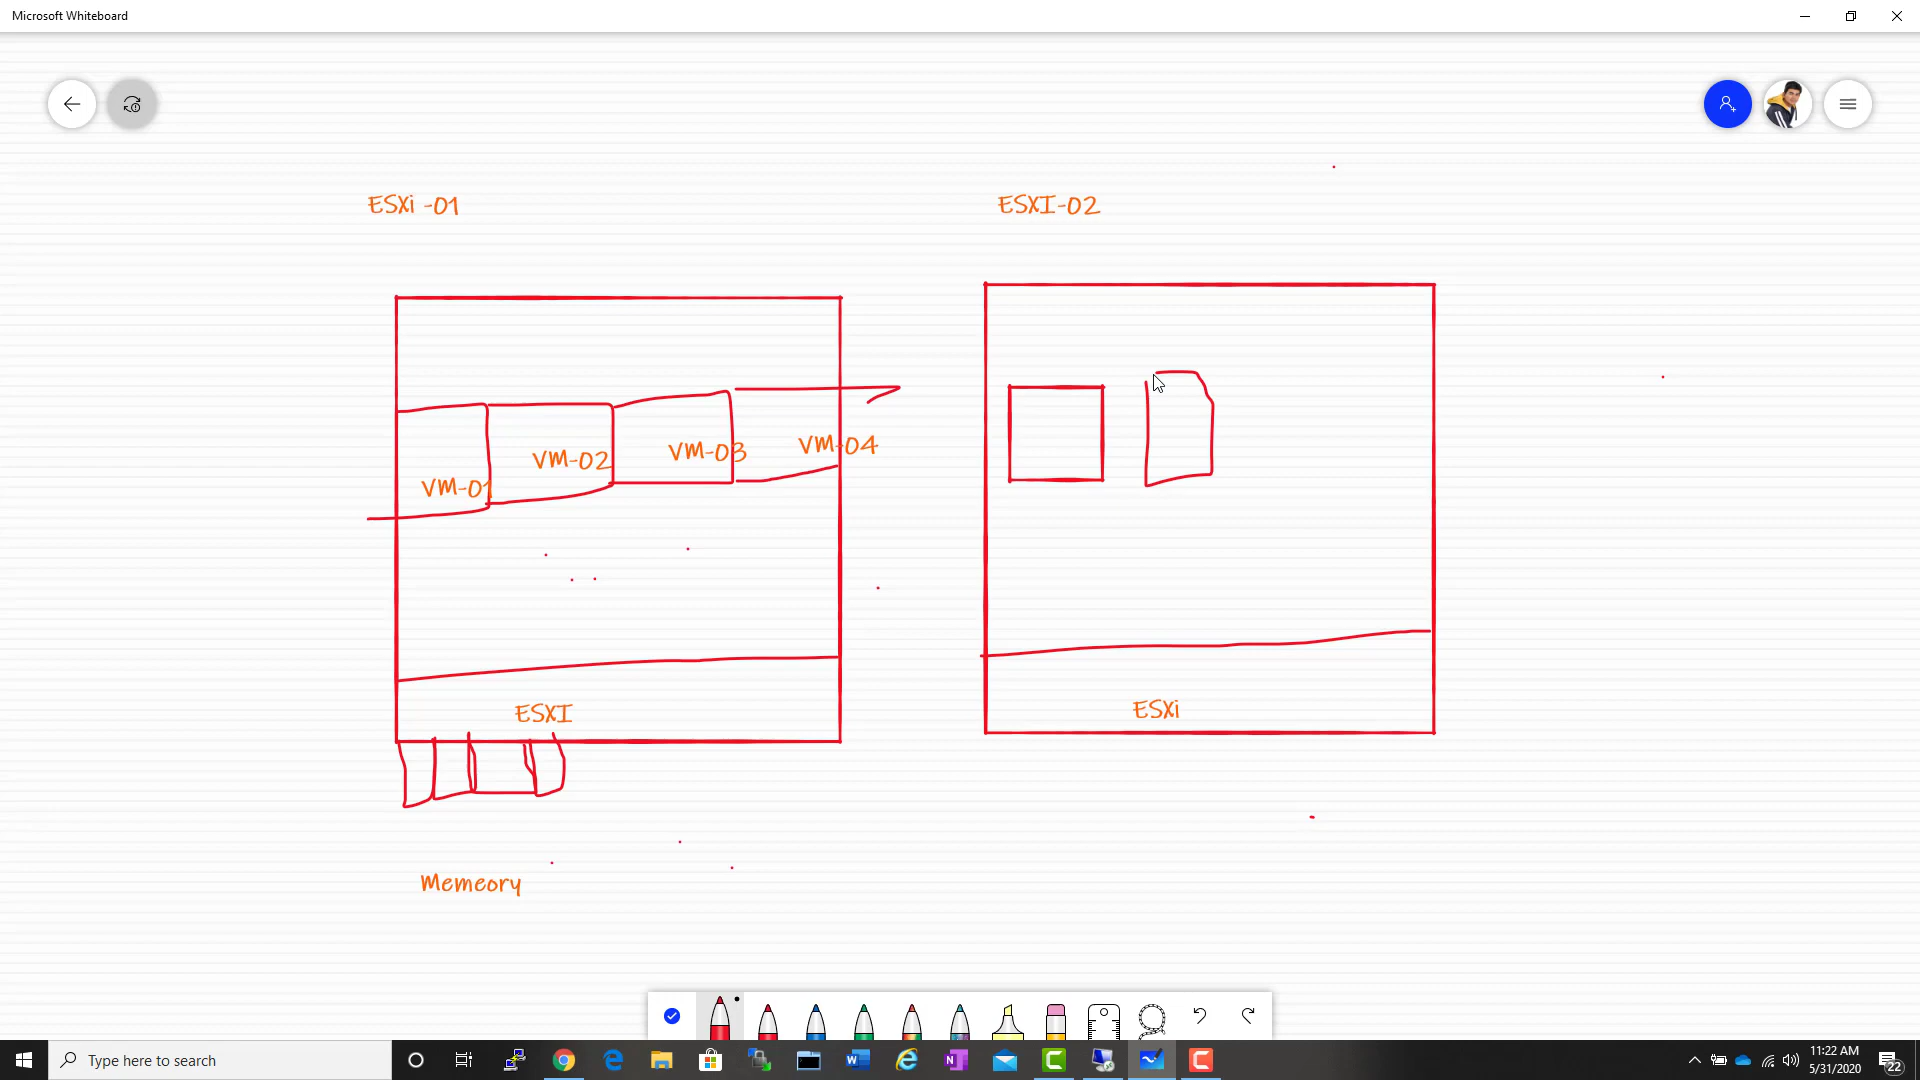 Microsoft Whiteboard
ESXi -01
ESXI-02
VM-01
VM-02
VM-03
VM-04
ESXI
ESXi
Memeory
Type here to search
11:22 AM
5/31/2020
22